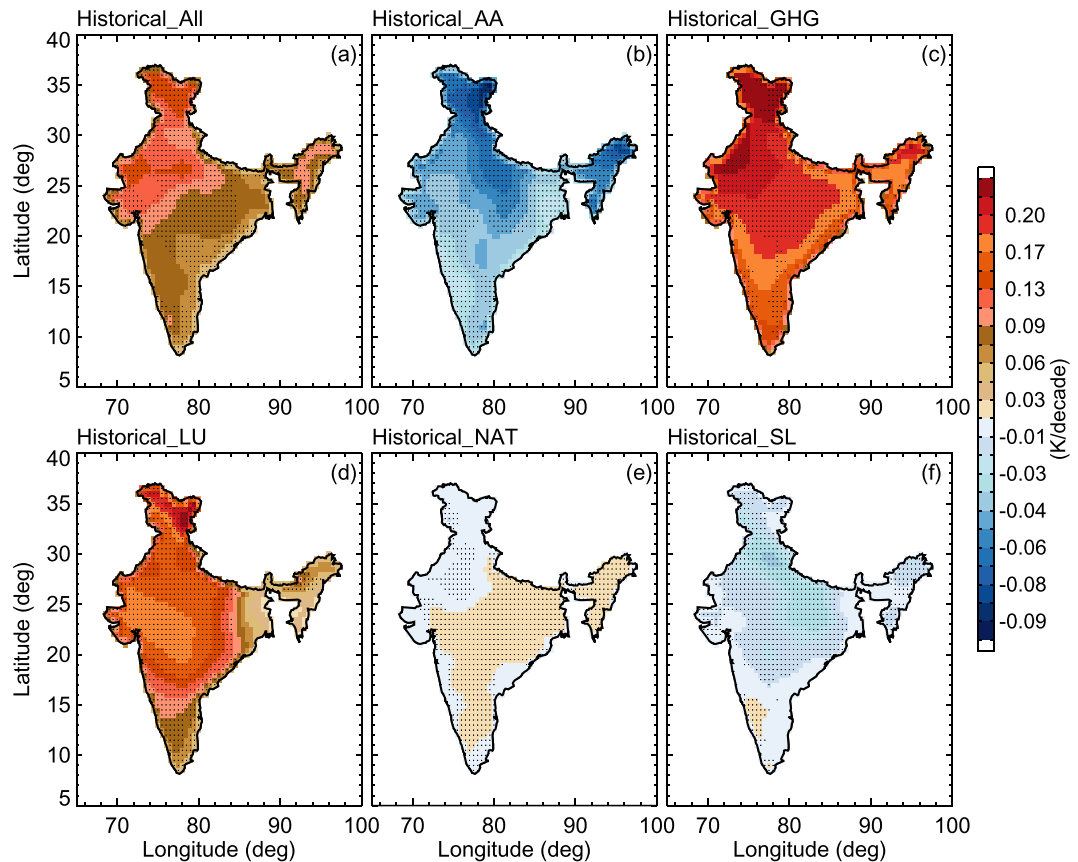 Historical_All
Historical_AA
Historical_GHG
(a)
(b)
(c)
40
35
30
25
20
15
10
5
Latitude (deg)
70 80 90 100
70 80 90 100
70 80 90 100
Historical_LU
Historical_NAT
Historical_SL
(d)
(e)
(f)
40
35
30
25
20
15
10
5
Latitude (deg)
70 80 90 100
70 80 90 100
70 80 90 100
Longitude (deg)
Longitude (deg)
Longitude (deg)
0.20
0.17
0.13
0.09
0.06
0.03
-0.01
-0.03
-0.04
-0.06
-0.08
-0.09
(K/decade)